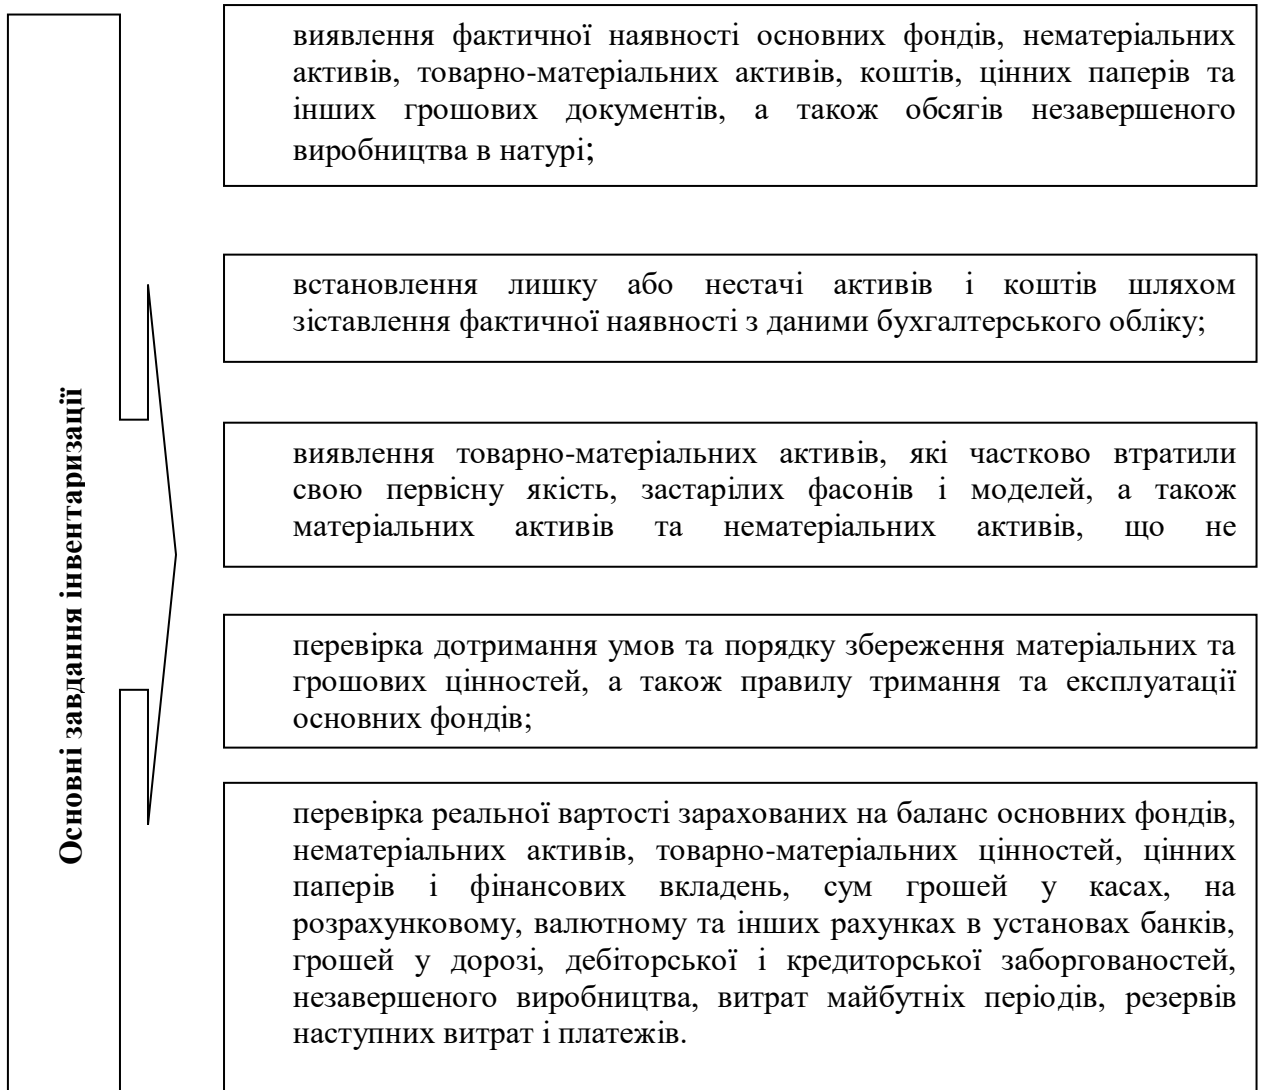 Основні завдання інвентаризації
виявлення фактичної наявності основних фондів, нематеріальних
активів, товарно-матеріальних активів, коштів, цінних паперів та
інших грошових документів, а також обсягів незавершеного
виробництва в натурі;
встановлення лишку або нестачі активів і коштів шляхом
зіставлення фактичної наявності з даними бухгалтерського обліку;
виявлення товарно-матеріальних активів, які частково втратили
свою первісну якість, застарілих фасонів і моделей, а також
матеріальних активів та нематеріальних активів, що не
перевірка дотримання умов та порядку збереження матеріальних та
грошових цінностей, а також правилу тримання та експлуатації
основних фондів;
перевірка реальної вартості зарахованих на баланс основних фондів,
нематеріальних активів, товарно-матеріальних цінностей, цінних
паперів і фінансових вкладень, сум грошей у касах, на
розрахунковому, валютному та інших рахунках в установах банків,
грошей у дорозі, дебіторської і кредиторської заборгованостей,
незавершеного виробництва, витрат майбутніх періодів, резервів
наступних витрат і платежів.